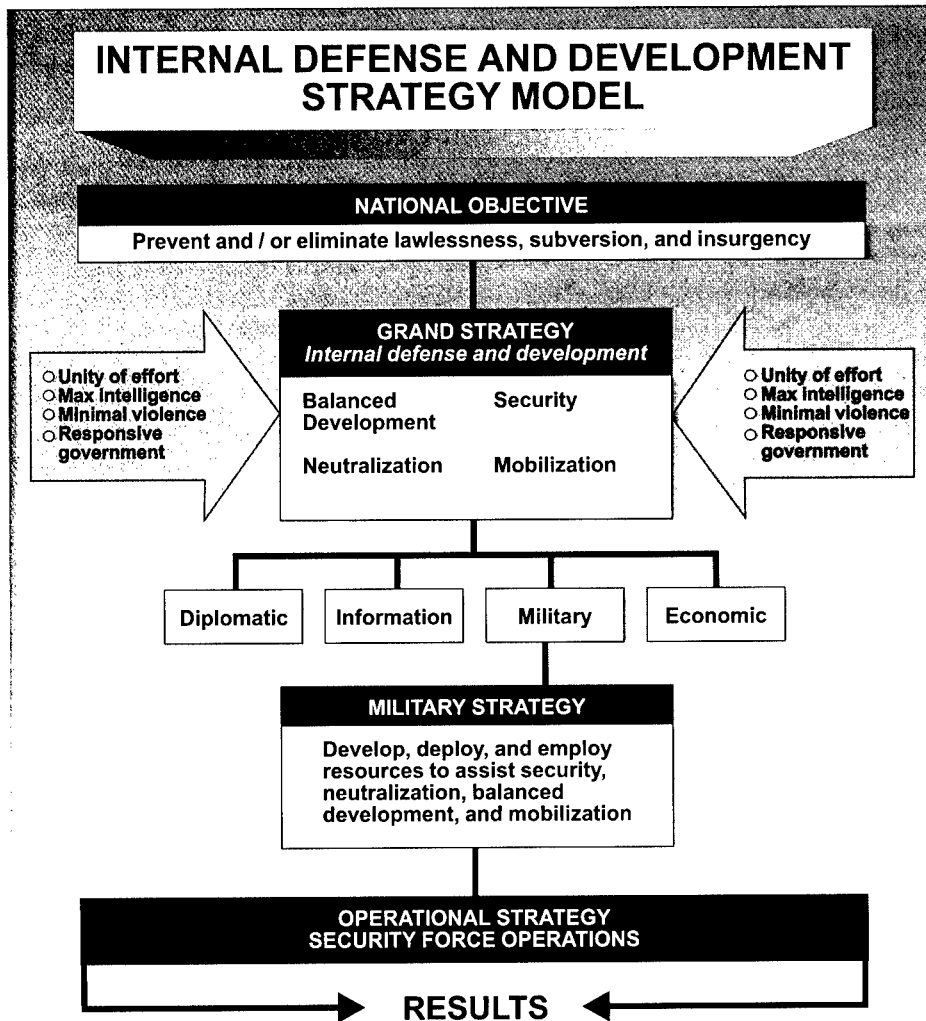 INTERNAL DEFENSE AND DEVELOPMENT
STRATEGY MODEL
NATIONAL OBJECTIVE
Prevent and / or eliminate lawlessness, subversion, and insurgency
GRAND STRATEGY
Internal defense and development
Unity of effort
Max intelligence
Minimal violence
Responsive
government
Balanced
Development
Security
Neutralization
Mobilization
Unity of effort
Max intelligence
Minimal violence
Responsive
government
Diplomatic
Information
Military
Economic
MILITARY STRATEGY
Develop, deploy, and employ
resources to assist security,
neutralization, balanced
development, and mobilization
OPERATIONAL STRATEGY
SECURITY FORCE OPERATIONS
RESULTS